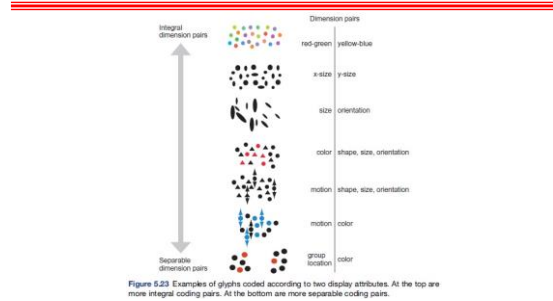 Dimension pairs
Integral
dimension pairs
red-green yellow-blue
x-size y-size
size orientation
color shape, size, orientation
motion shape, size, orientation
motion color
Separable
dimension pairs
group
location color
Figure 5.23 Examples of glyphs coded according to two display attributes. At the top are
more integral coding pairs. At the bottom are more separable coding pairs.